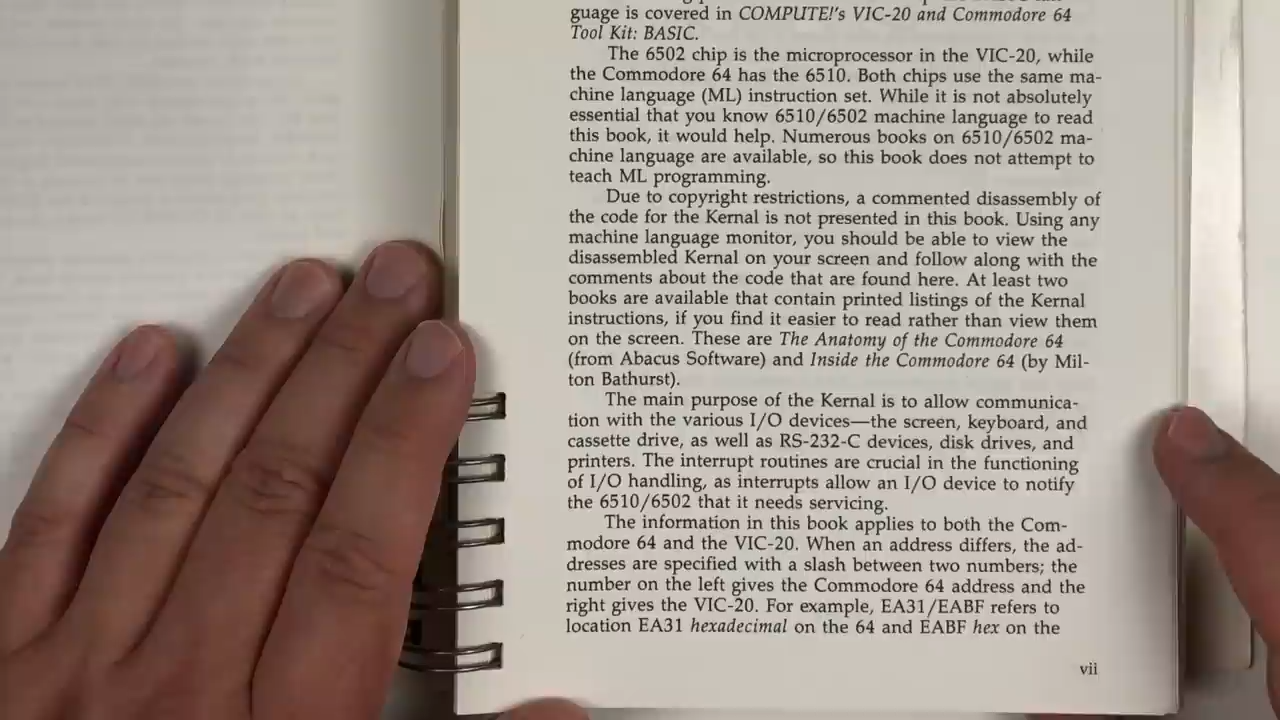 guage is covered in COMPUTE!'s VIC-20 and Commodore 64
Tool Kit: BASIC.
The 6502 chip is the microprocessor in the VIC-20, while
the Commodore 64 has the 6510. Both chips use the same ma-
chine language (ML) instruction set. While it is not absolutely
essential that you know 6510/6502 machine language to read
this book, it would help. Numerous books on 6510/6502 ma-
chine language are available, so this book does not attempt to
teach ML programming.
Due to copyright restrictions, a commented disassembly of
the code for the Kernal is not presented in this book. Using any
machine language monitor, you should be able to view the
disassembled Kernal on your screen and follow along with the
comments about the code that are found here. At least two
books are available that contain printed listings of the Kernal
instructions, if you find it easier to read rather than view them
on the screen. These are The Anatomy of the Commodore 64
(from Abacus Software) and Inside the Commodore 64 (by Mil-
ton Bathurst).
The main purpose of the Kernal is to allow communica-
tion with the various I/O devices—the screen, keyboard, and
cassette drive, as well as RS-232-C devices, disk drives, and
printers. The interrupt routines are crucial in the functioning
of I/O handling, as interrupts allow an I/O device to notify
the 6510/6502 that it needs servicing.
The information in this book applies to both the Com-
modore 64 and the VIC-20. When an address differs, the ad-
dresses are specified with a slash between two numbers; the
number on the left gives the Commodore 64 address and the
right gives the VIC-20. For example, EA31/EABF refers to
location EA31 hexadecimal on the 64 and EABF hex on the
vii